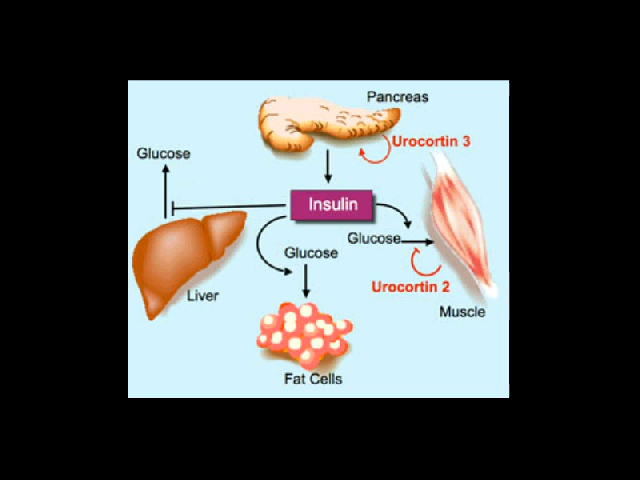 Pancreas
Urocortin 3
Glucose
Insulin
Glucose
Glucose
Urocortin 2
Liver
Muscle
Fat Cells